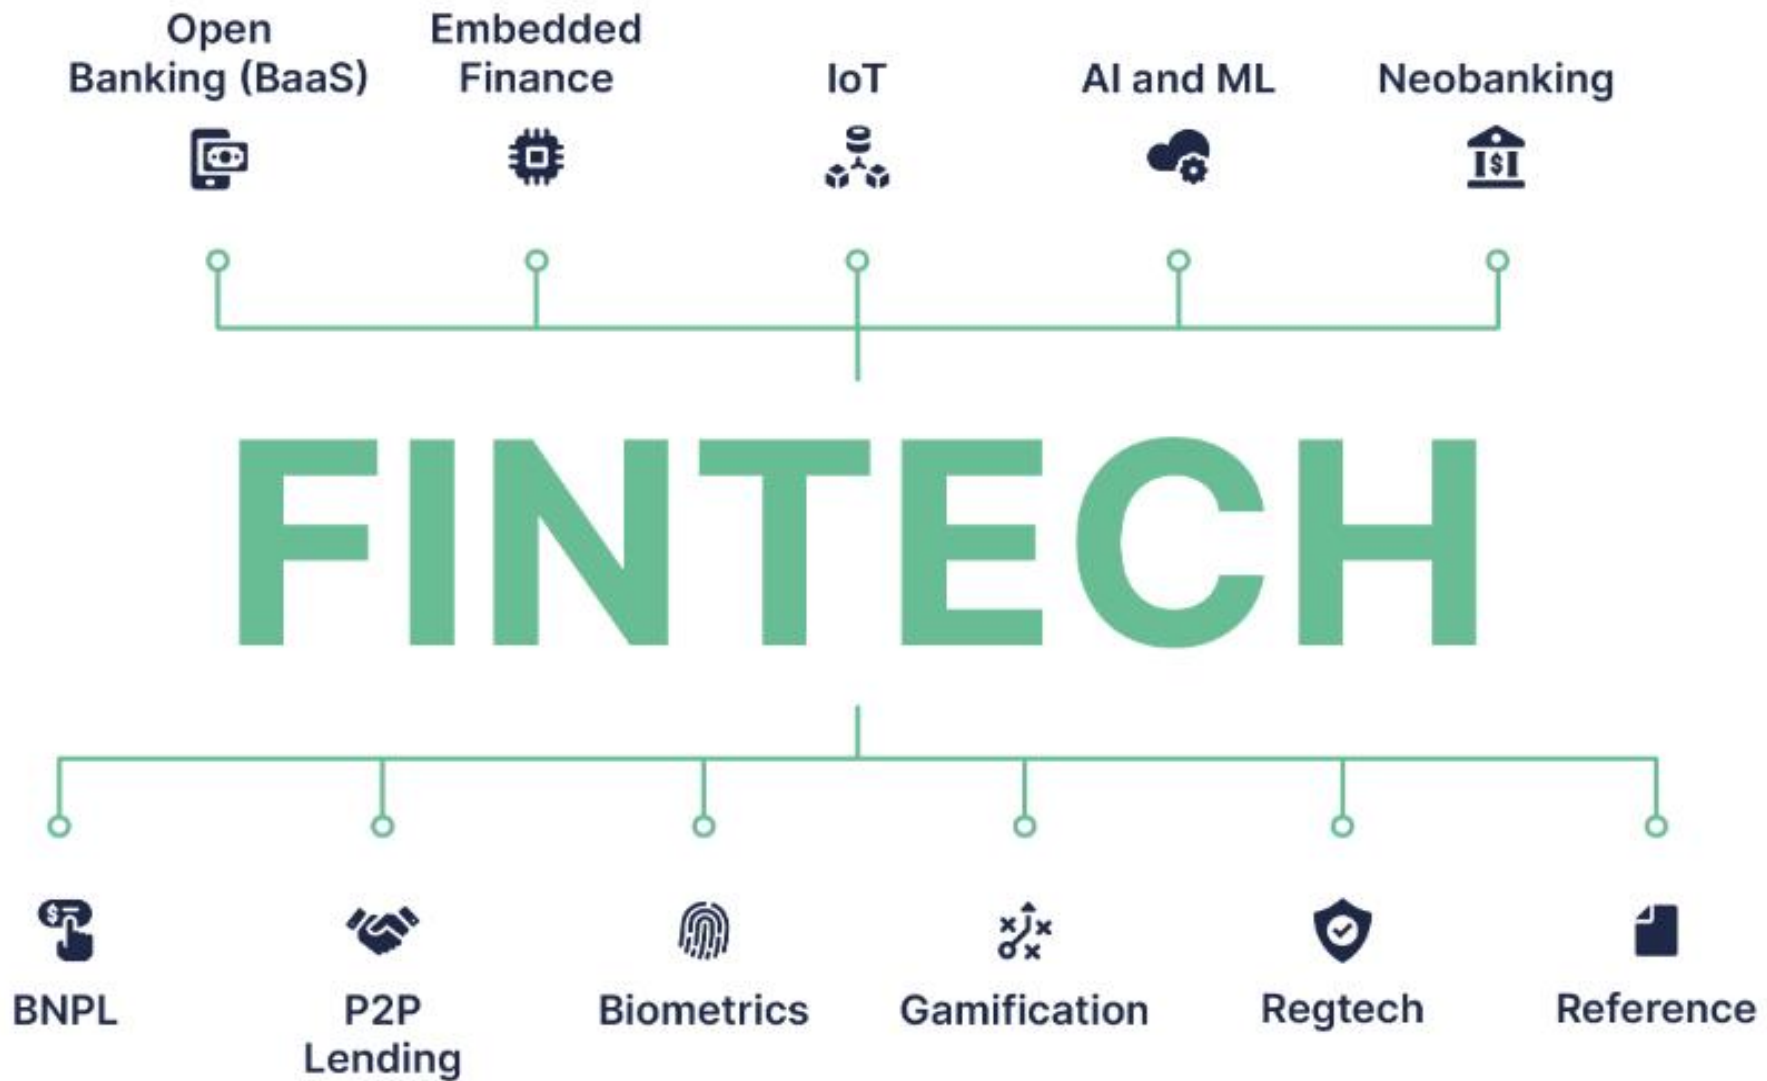 Open
Banking (BaaS)
Embedded
Finance
IoT
AI and ML
Neobanking
FINTECH
BNPL
P2P
Lending
Biometrics
Gamification
Regtech
Reference